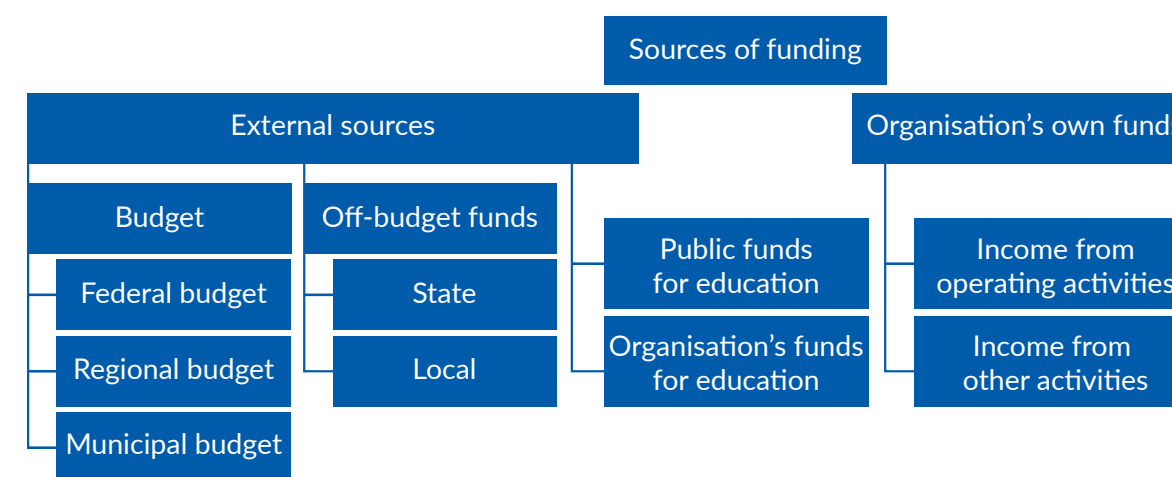 Sources of funding
External sources
Organisation's own funds
Budget
Off-budget funds
Federal budget
Regional budget
Municipal budget
State
Local
Public funds
for education
Organisation's funds
for education
Income from
operating activities
Income from
other activities